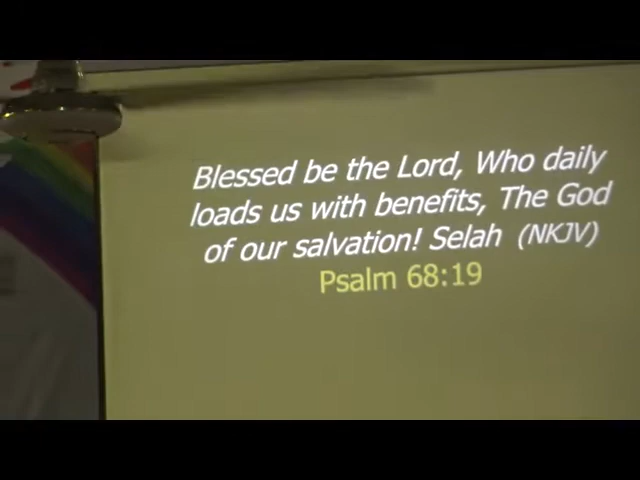 Blessed be the Lord, Who daily
loads us with benefits, The God
of our salvation! Selah (NKJV)
Psalm 68:19